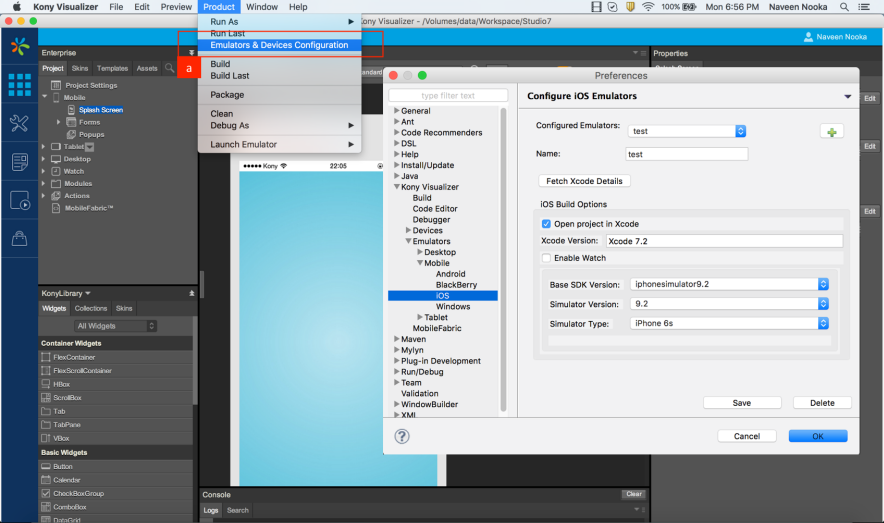 Kony Visualizer File Edit Preview Product Window Help 100% Mon 6:56 PM Naveen Nooka
Kony Visualizer - /Volumes/data/Workspace/Studio7
Naveen Nooka
Run As
Run Last
Emulators & Devices Configuration
a
Build
Build Last
Package
Clean
Debug As
Launch Emulator
Enterprise
Project Skins Templates Assets
Project Settings
Mobile
Splash Screen
Forms
Popups
Tablet
Desktop
Watch
Modules
Actions
MobileFabric™
KonyLibrary
Widgets Collections Skins
All Widgets
Container Widgets
FlexContainer
FlexScrollContainer
HBox
ScrollBox
Tab
TabPane
VBox
Basic Widgets
Button
Calendar
CheckBoxGroup
ComboBox
DataGrid
Kony 22:05
Console
Clear
Logs Search
Properties
Edit
Edit
Edit
Preferences
type filter text
General
Ant
Code Recommenders
DSL
Help
Install/Update
Java
Kony Visualizer
Build
Code Editor
Debugger
Devices
Emulators
Desktop
Mobile
Android
BlackBerry
iOS
Windows
Tablet
MobileFabric
Maven
Mylyn
Plug-in Development
Run/Debug
Team
Validation
WindowBuilder
XML
Configure iOS Emulators
Configured Emulators: test
Name: test
Fetch Xcode Details
iOS Build Options
Open project in Xcode
Xcode Version: Xcode 7.2
Enable Watch
Base SDK Version: iphonesimulator9.2
Simulator Version: 9.2
Simulator Type: iPhone 6s
Save Delete
?
Cancel OK